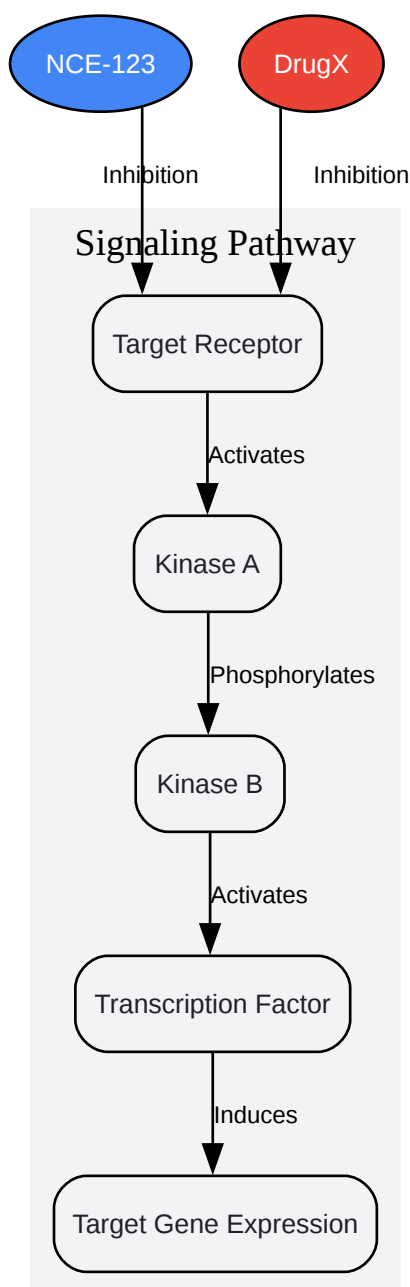 NCE-123
DrugX
Inhibition
Inhibition
Signaling Pathway
Target Receptor
Activates
Kinase A
Phosphorylates
Kinase B
Activates
Transcription Factor
Induces
Target Gene Expression